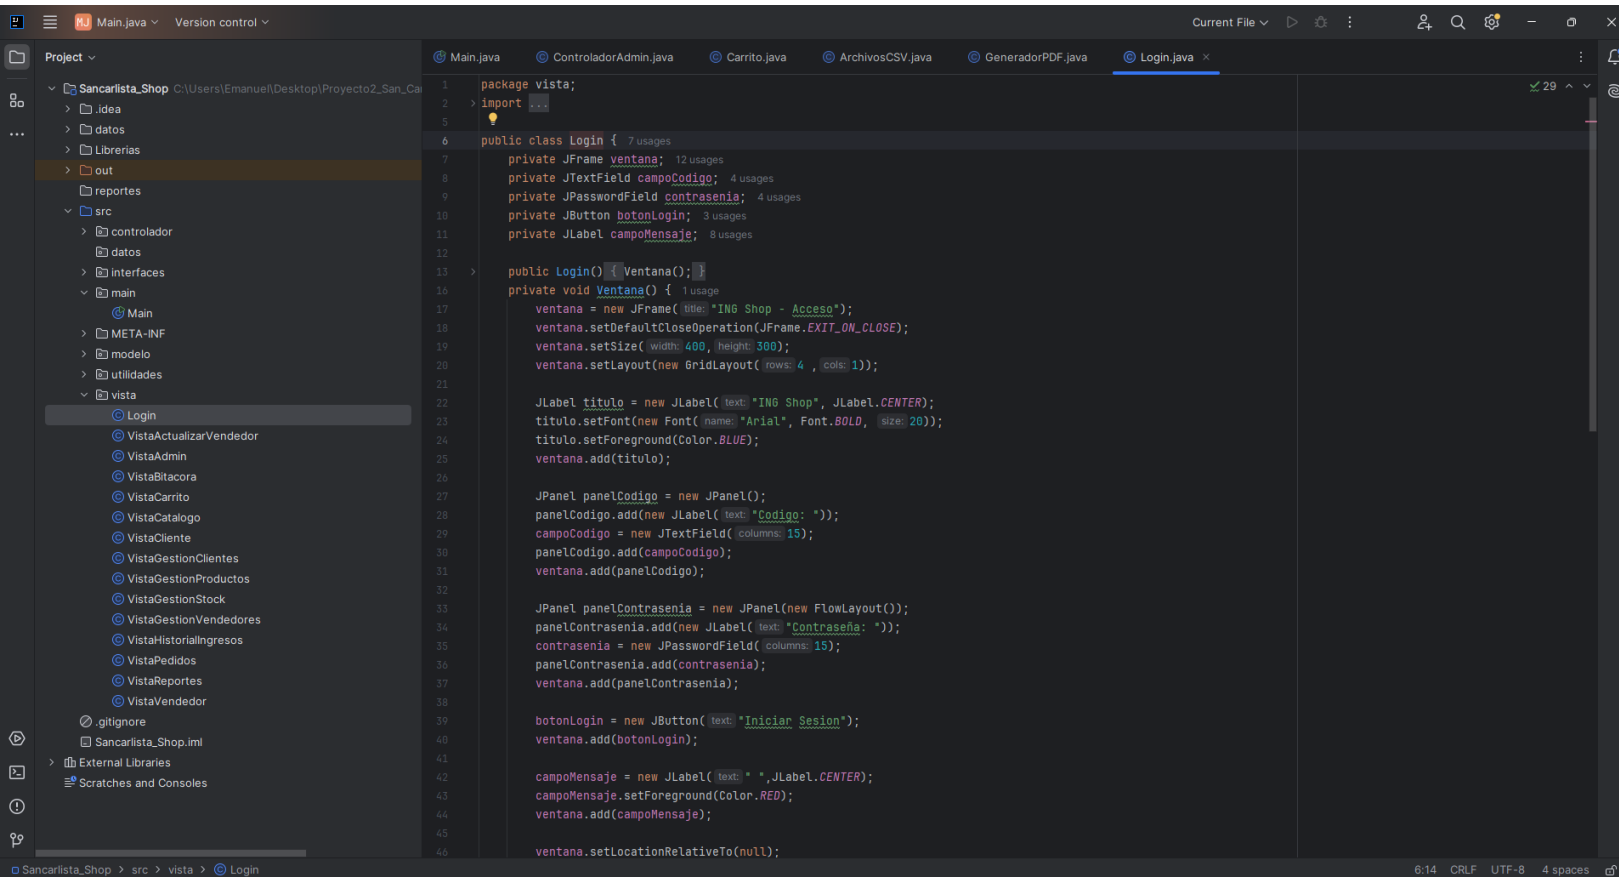 MJ Main.java Version control Current File
Project
Main.java ControladorAdmin.java Carrito.java ArchivosCSV.java GeneradorPDF.java Login.java
Sancarlista_Shop C:\Users\Emanuel\Desktop\Proyecto2_San_Ca
.idea
datos
Librerias
out
reportes
src
controlador
datos
interfaces
main
Main
META-INF
modelo
utilidades
vista
Login
VistaActualizarVendedor
VistaAdmin
VistaBitacora
VistaCarrito
VistaCatalogo
VistaCliente
VistaGestionClientes
VistaGestionProductos
VistaGestionStock
VistaGestionVendedores
VistaHistorialIngresos
VistaPedidos
VistaReportes
VistaVendedor
.gitignore
Sancarlista_Shop.iml
External Libraries
Scratches and Consoles
29
1 package vista;
2 import ...
5
6 public class Login { 7 usages
7 private JFrame ventana; 12 usages
8 private JTextField campoCodigo; 4 usages
9 private JPasswordField contrasenia; 4 usages
10 private JButton botonLogin; 3 usages
11 private JLabel campoMensaje; 8 usages
12
13 public Login() { Ventana(); }
16 private void Ventana() { 1 usage
17 ventana = new JFrame( title: "ING Shop - Acceso");
18 ventana.setDefaultCloseOperation(JFrame.EXIT_ON_CLOSE);
19 ventana.setSize( width: 400, height: 300);
20 ventana.setLayout(new GridLayout( rows: 4 , cols: 1));
21
22 JLabel titulo = new JLabel( text: "ING Shop", JLabel.CENTER);
23 titulo.setFont(new Font( name: "Arial", Font.BOLD, size: 20));
24 titulo.setForeground(Color.BLUE);
25 ventana.add(titulo);
26
27 JPanel panelCodigo = new JPanel();
28 panelCodigo.add(new JLabel( text: "Codigo: "));
29 campoCodigo = new JTextField( columns: 15);
30 panelCodigo.add(campoCodigo);
31 ventana.add(panelCodigo);
32
33 JPanel panelContrasenia = new JPanel(new FlowLayout());
34 panelContrasenia.add(new JLabel( text: "Contraseña: "));
35 contrasenia = new JPasswordField( columns: 15);
36 panelContrasenia.add(contrasenia);
37 ventana.add(panelContrasenia);
38
39 botonLogin = new JButton( text: "Iniciar Sesion");
40 ventana.add(botonLogin);
41
42 campoMensaje = new JLabel( text: " ",JLabel.CENTER);
43 campoMensaje.setForeground(Color.RED);
44 ventana.add(campoMensaje);
45
46 ventana.setLocationRelativeTo(null);
Sancarlista_Shop > src > vista > Login 6:14 CRLF UTF-8 4 spaces